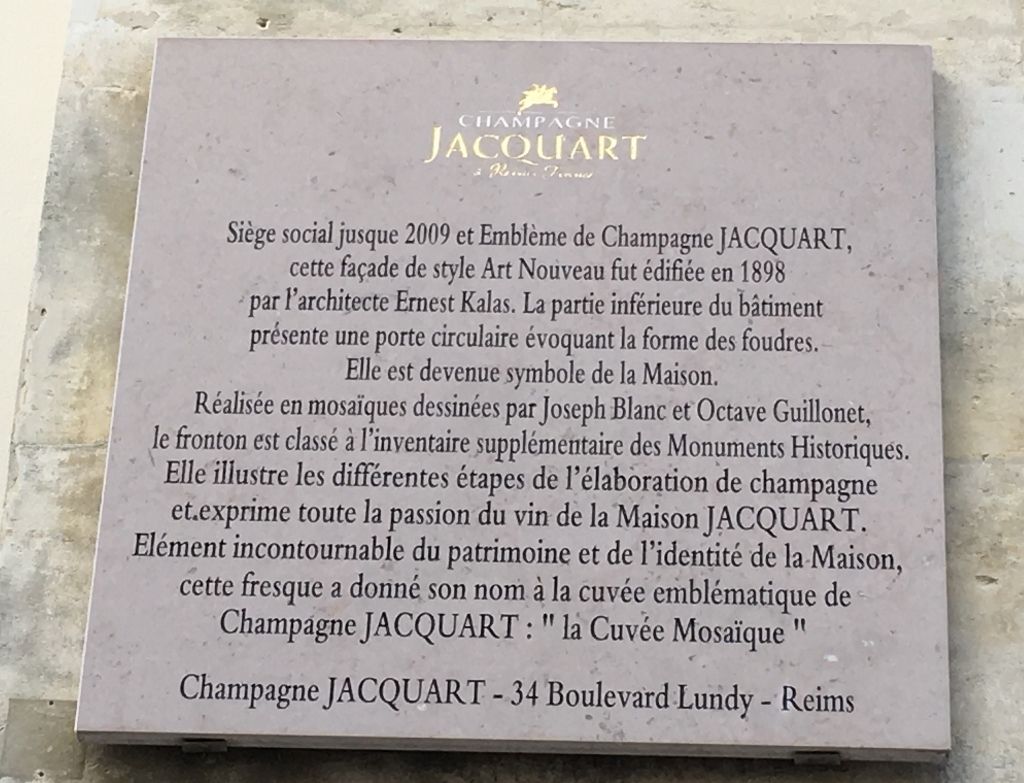 CHAMPAGNE
JACQUART
à Reims France
Siège social jusque 2009 et Emblème de Champagne JACQUART,
cette façade de style Art Nouveau fut édifiée en 1898
par l'architecte Ernest Kalas. La partie inférieure du bâtiment
présente une porte circulaire évoquant la forme des foudres.
Elle est devenue symbole de la Maison.
Réalisée en mosaïques dessinées par Joseph Blanc et Octave Guillonet,
le fronton est classé à l'inventaire supplémentaire des Monuments Historiques.
Elle illustre les différentes étapes de l'élaboration de champagne
et exprime toute la passion du vin de la Maison JACQUART.
Elément incontournable du patrimoine et de l'identité de la Maison,
cette fresque a donné son nom à la cuvée emblématique de
Champagne JACQUART : " la Cuvée Mosaïque "
Champagne JACQUART - 34 Boulevard Lundy - Reims